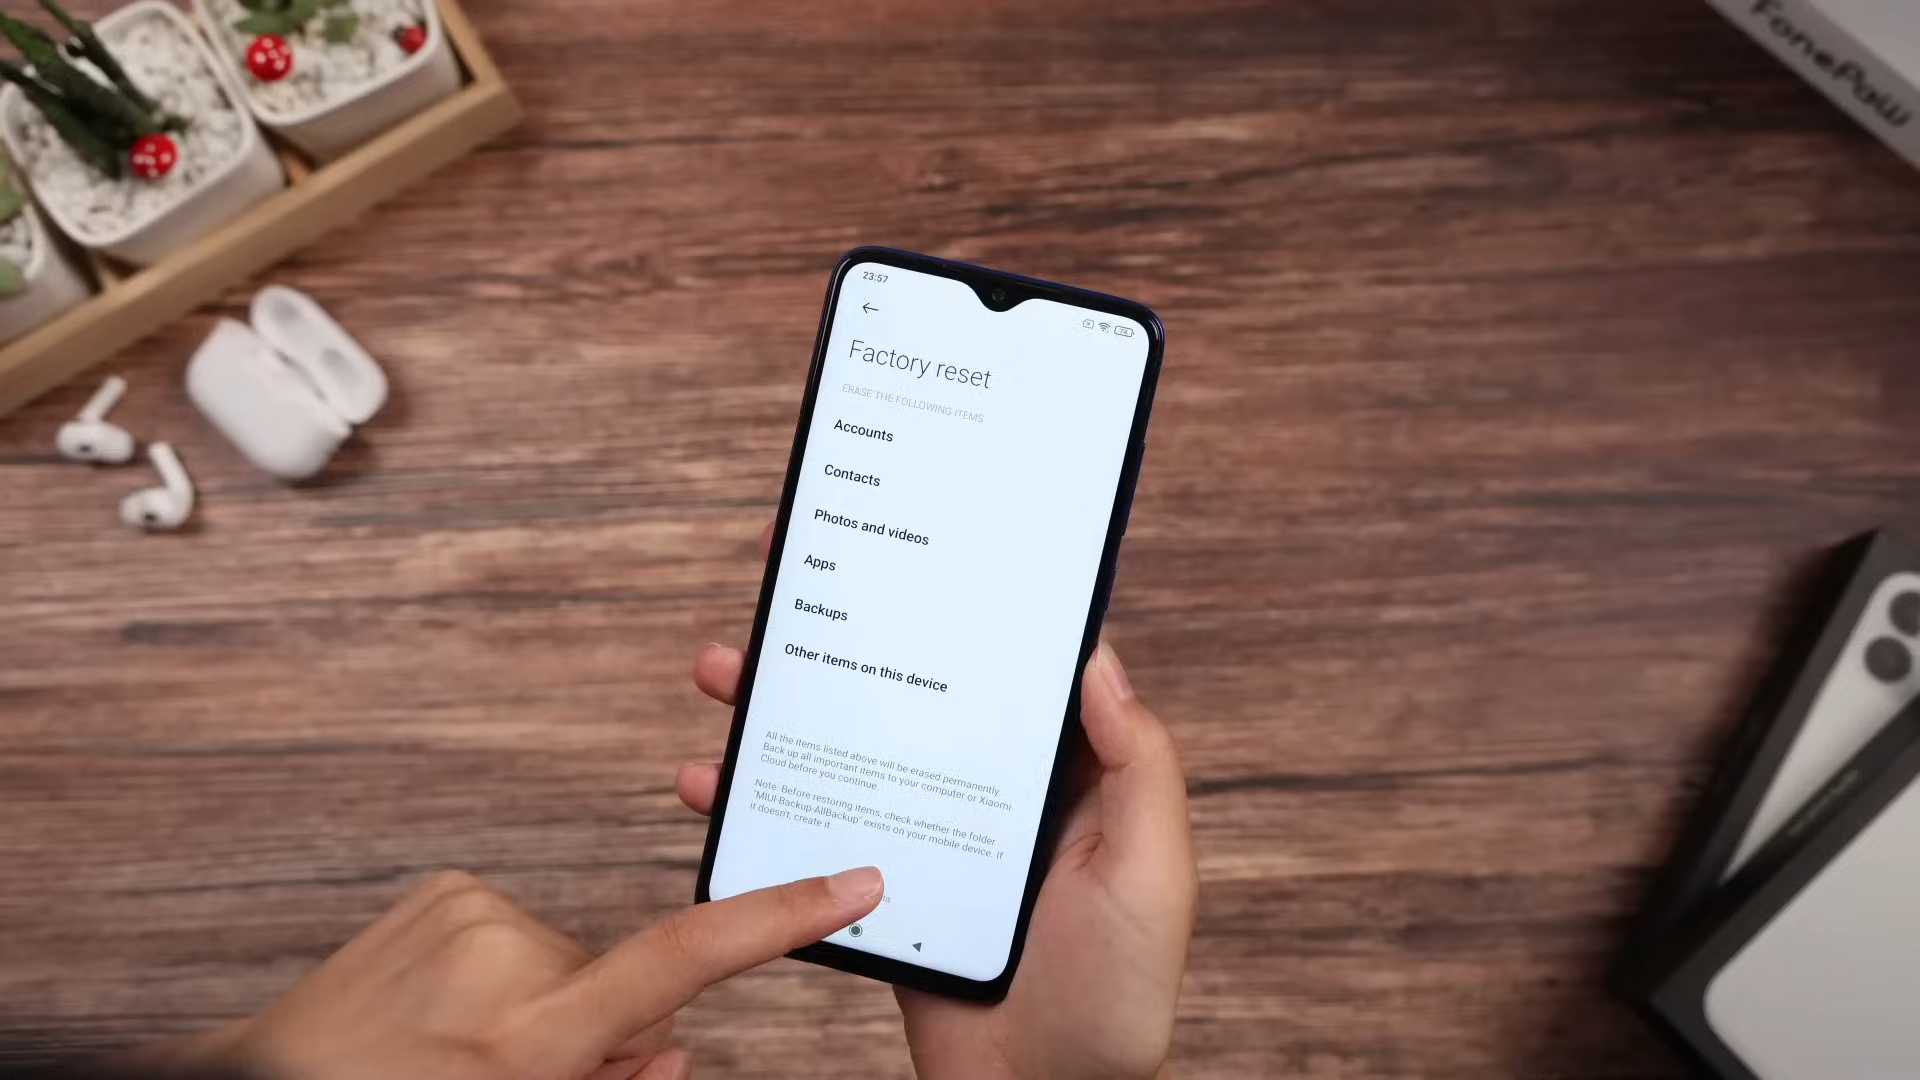 FonePaw
23:57
74
Factory reset
ERASE THE FOLLOWING ITEMS
Accounts
Contacts
Photos and videos
Apps
Backups
Other items on this device
All the items listed above will be erased permanently.
Back up all important items to your computer or Xiaomi
Cloud before you continue.
Note: Before restoring items, check whether the folder
"MIUI-Backup-AllBackup" exists on your mobile device. If
it doesn't, create it.